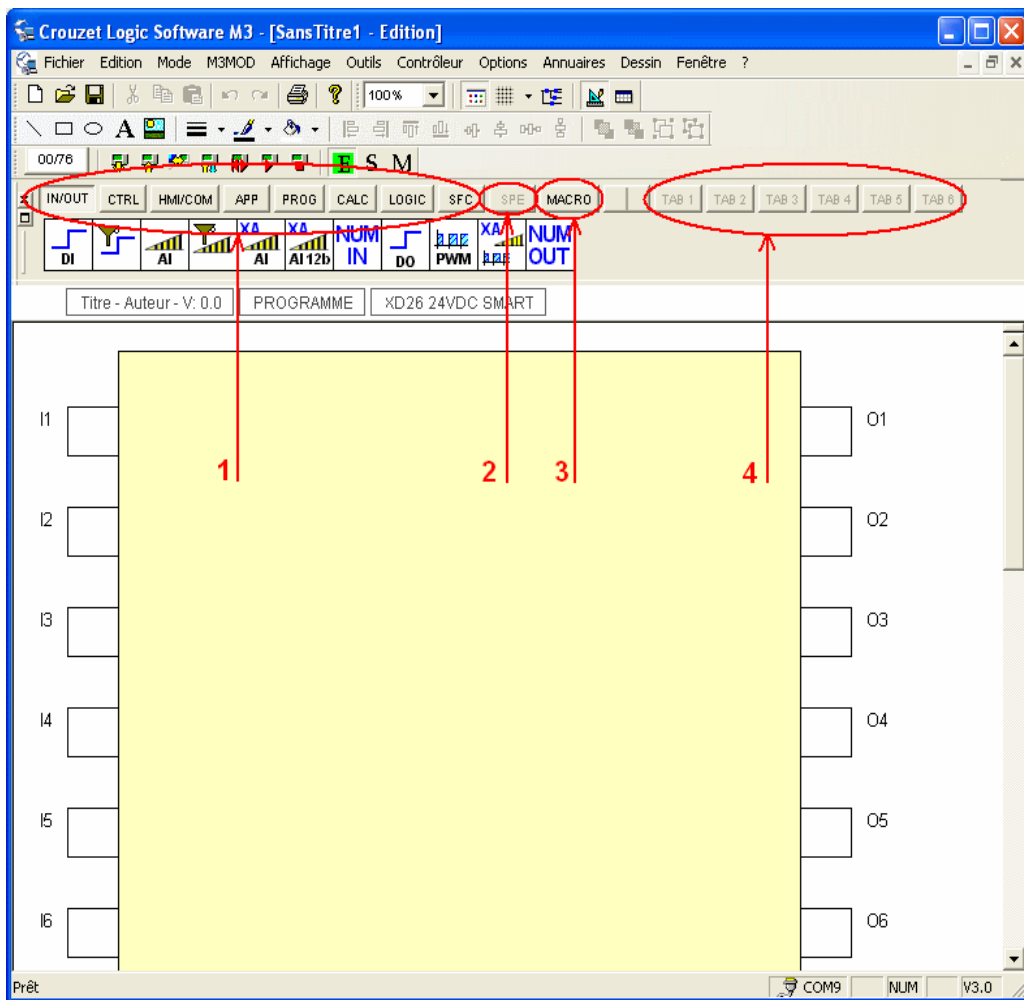 Crouzet Logic Software M3 - [SansTitre1 - Edition]
Fichier Edition Mode M3MOD Affichage Outils Contrôleur Options Annuaires Dessin Fenêtre ?
100%
A
00/76 E S M
IN/OUT CTRL HMI/COM APP PROG CALC LOGIC SFC SPE MACRO TAB 1 TAB 2 TAB 3 TAB 4 TAB 5 TAB 6
XA XA NUM XA NUM
DI AI AI AI 12b IN DO PWM OUT
Titre - Auteur - V: 0.0 PROGRAMME XD26 24VDC SMART
I1 O1
1 2 3 4
I2 O2
I3 O3
I4 O4
I5 O5
I6 O6
Prêt COM9 NUM V3.0